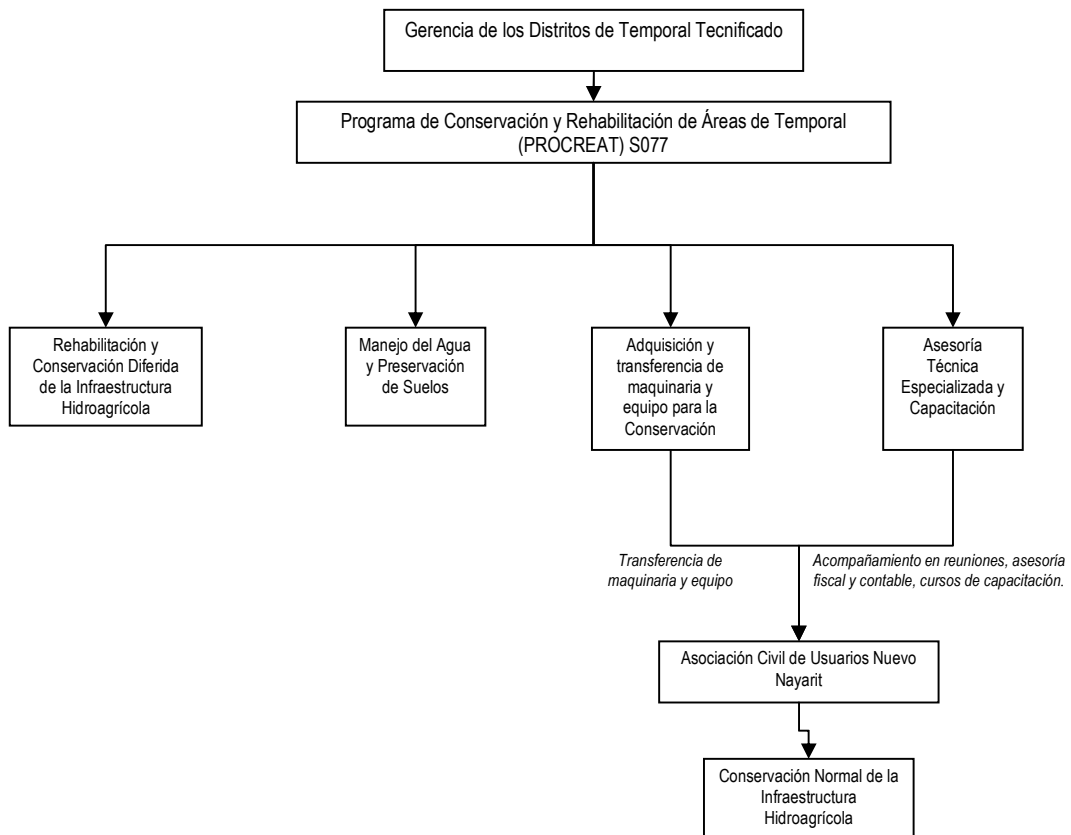 Gerencia de los Distritos de Temporal Tecnificado
Programa de Conservación y Rehabilitación de Áreas de Temporal
(PROCREAT) S077
Rehabilitación y
Conservación Diferida
de la Infraestructura
Hidroagrícola
Manejo del Agua
y Preservación
de Suelos
Adquisición y
transferencia de
maquinaria y
equipo para la
Conservación
Asesoría
Técnica
Especializada y
Capacitación
Transferencia de
maquinaria y equipo
Acompañamiento en reuniones, asesoría
fiscal y contable, cursos de capacitación.
Asociación Civil de Usuarios Nuevo
Nayarit
Conservación Normal de la
Infraestructura
Hidroagrícola